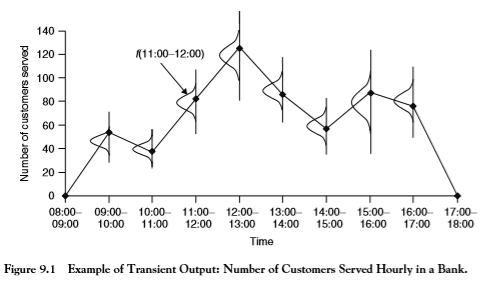 Number of customers served
140
120
100
80
60
40
20
0
f(11:00–12:00)
08:00– 09:00– 10:00– 11:00– 12:00– 13:00– 14:00– 15:00– 16:00– 17:00–
09:00 10:00 11:00 12:00 13:00 14:00 15:00 16:00 17:00 18:00
Time
Figure 9.1 Example of Transient Output: Number of Customers Served Hourly in a Bank.